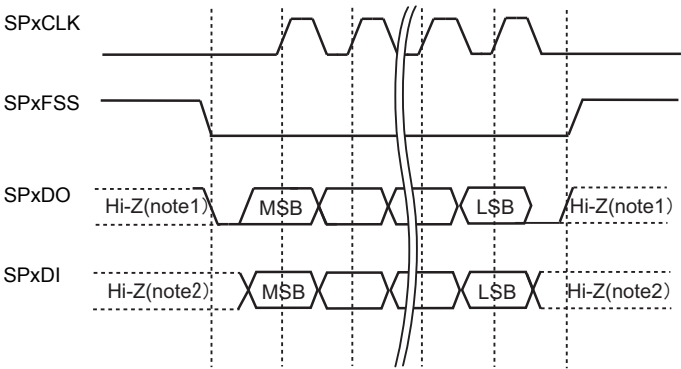 SPxCLK
SPxFSS
SPxDO
Hi-Z(note1) MSB LSB Hi-Z(note1)
SPxDI
Hi-Z(note2) MSB LSB Hi-Z(note2)